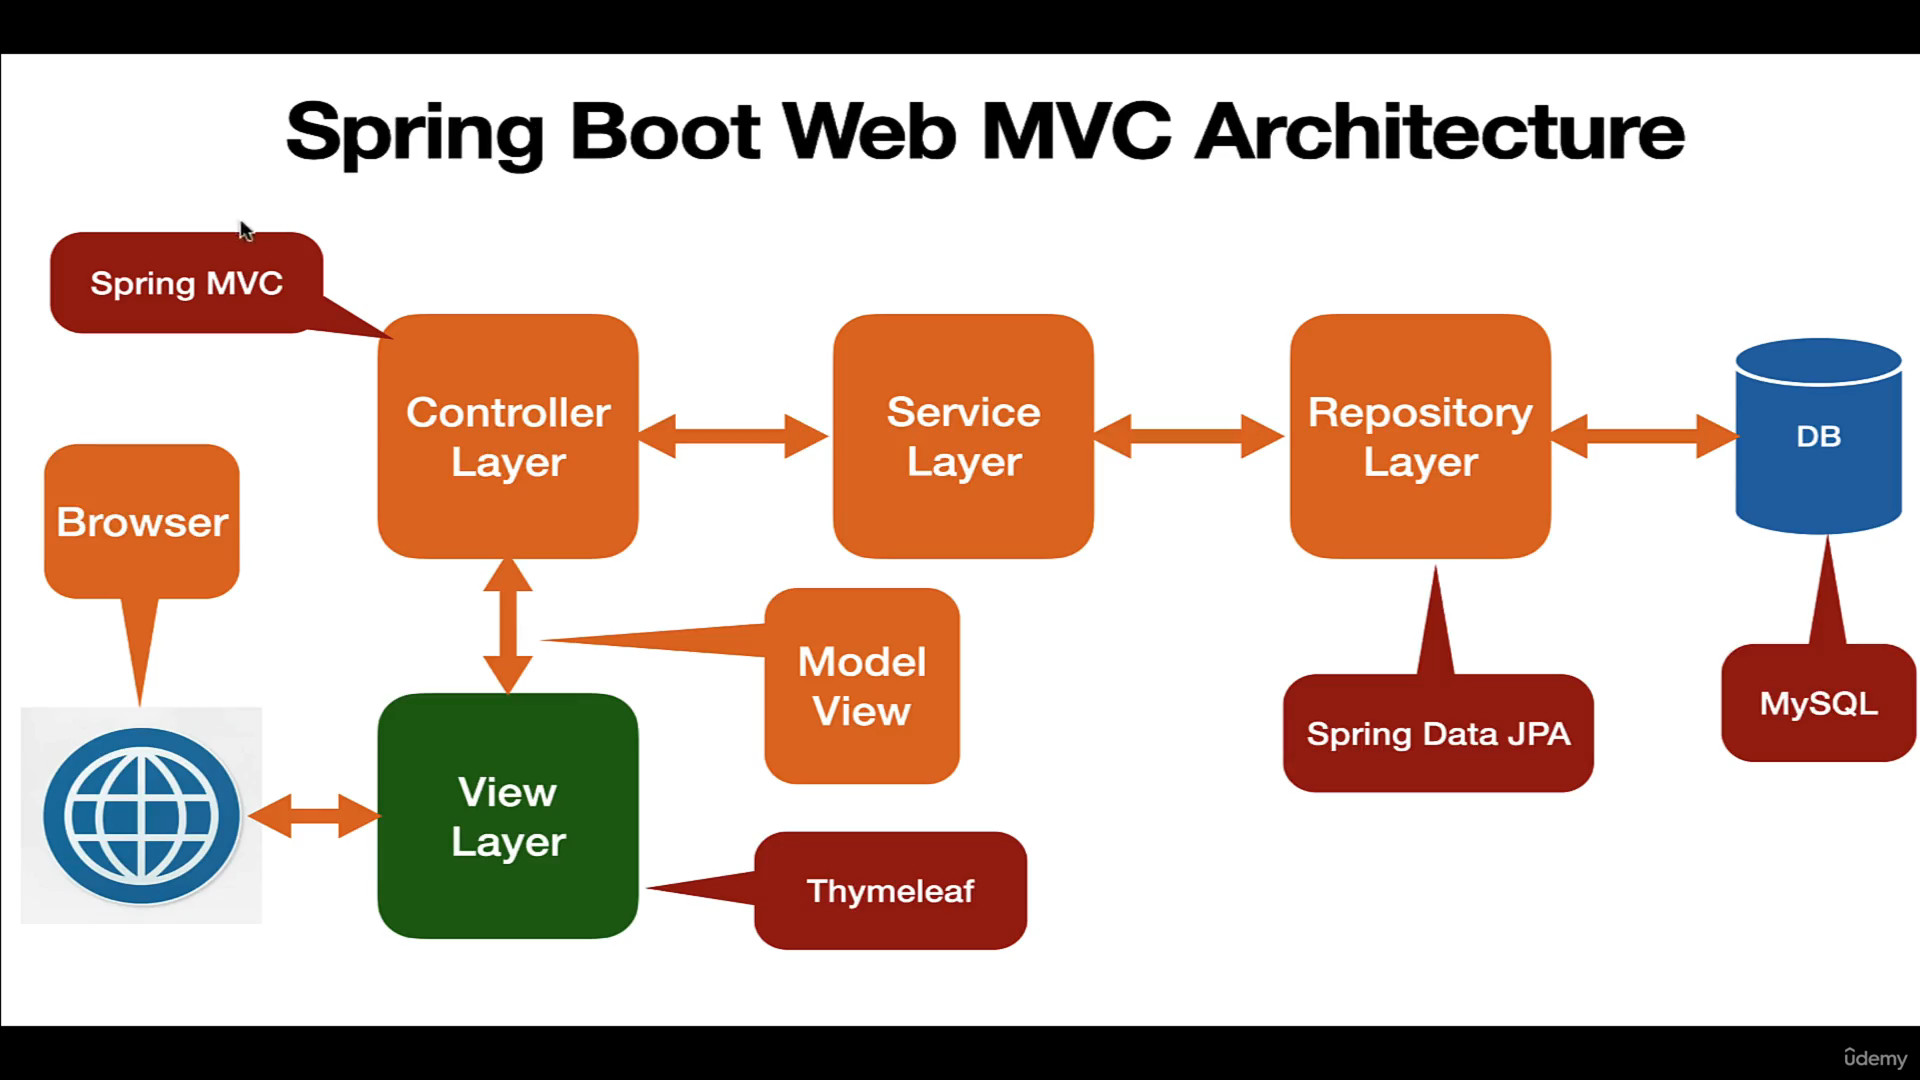 Spring Boot Web MVC Architecture
Spring MVC
Controller
Layer
Service
Layer
Repository
Layer
DB
Browser
Model
View
Spring Data JPA
MySQL
View
Layer
Thymeleaf
ûdemy